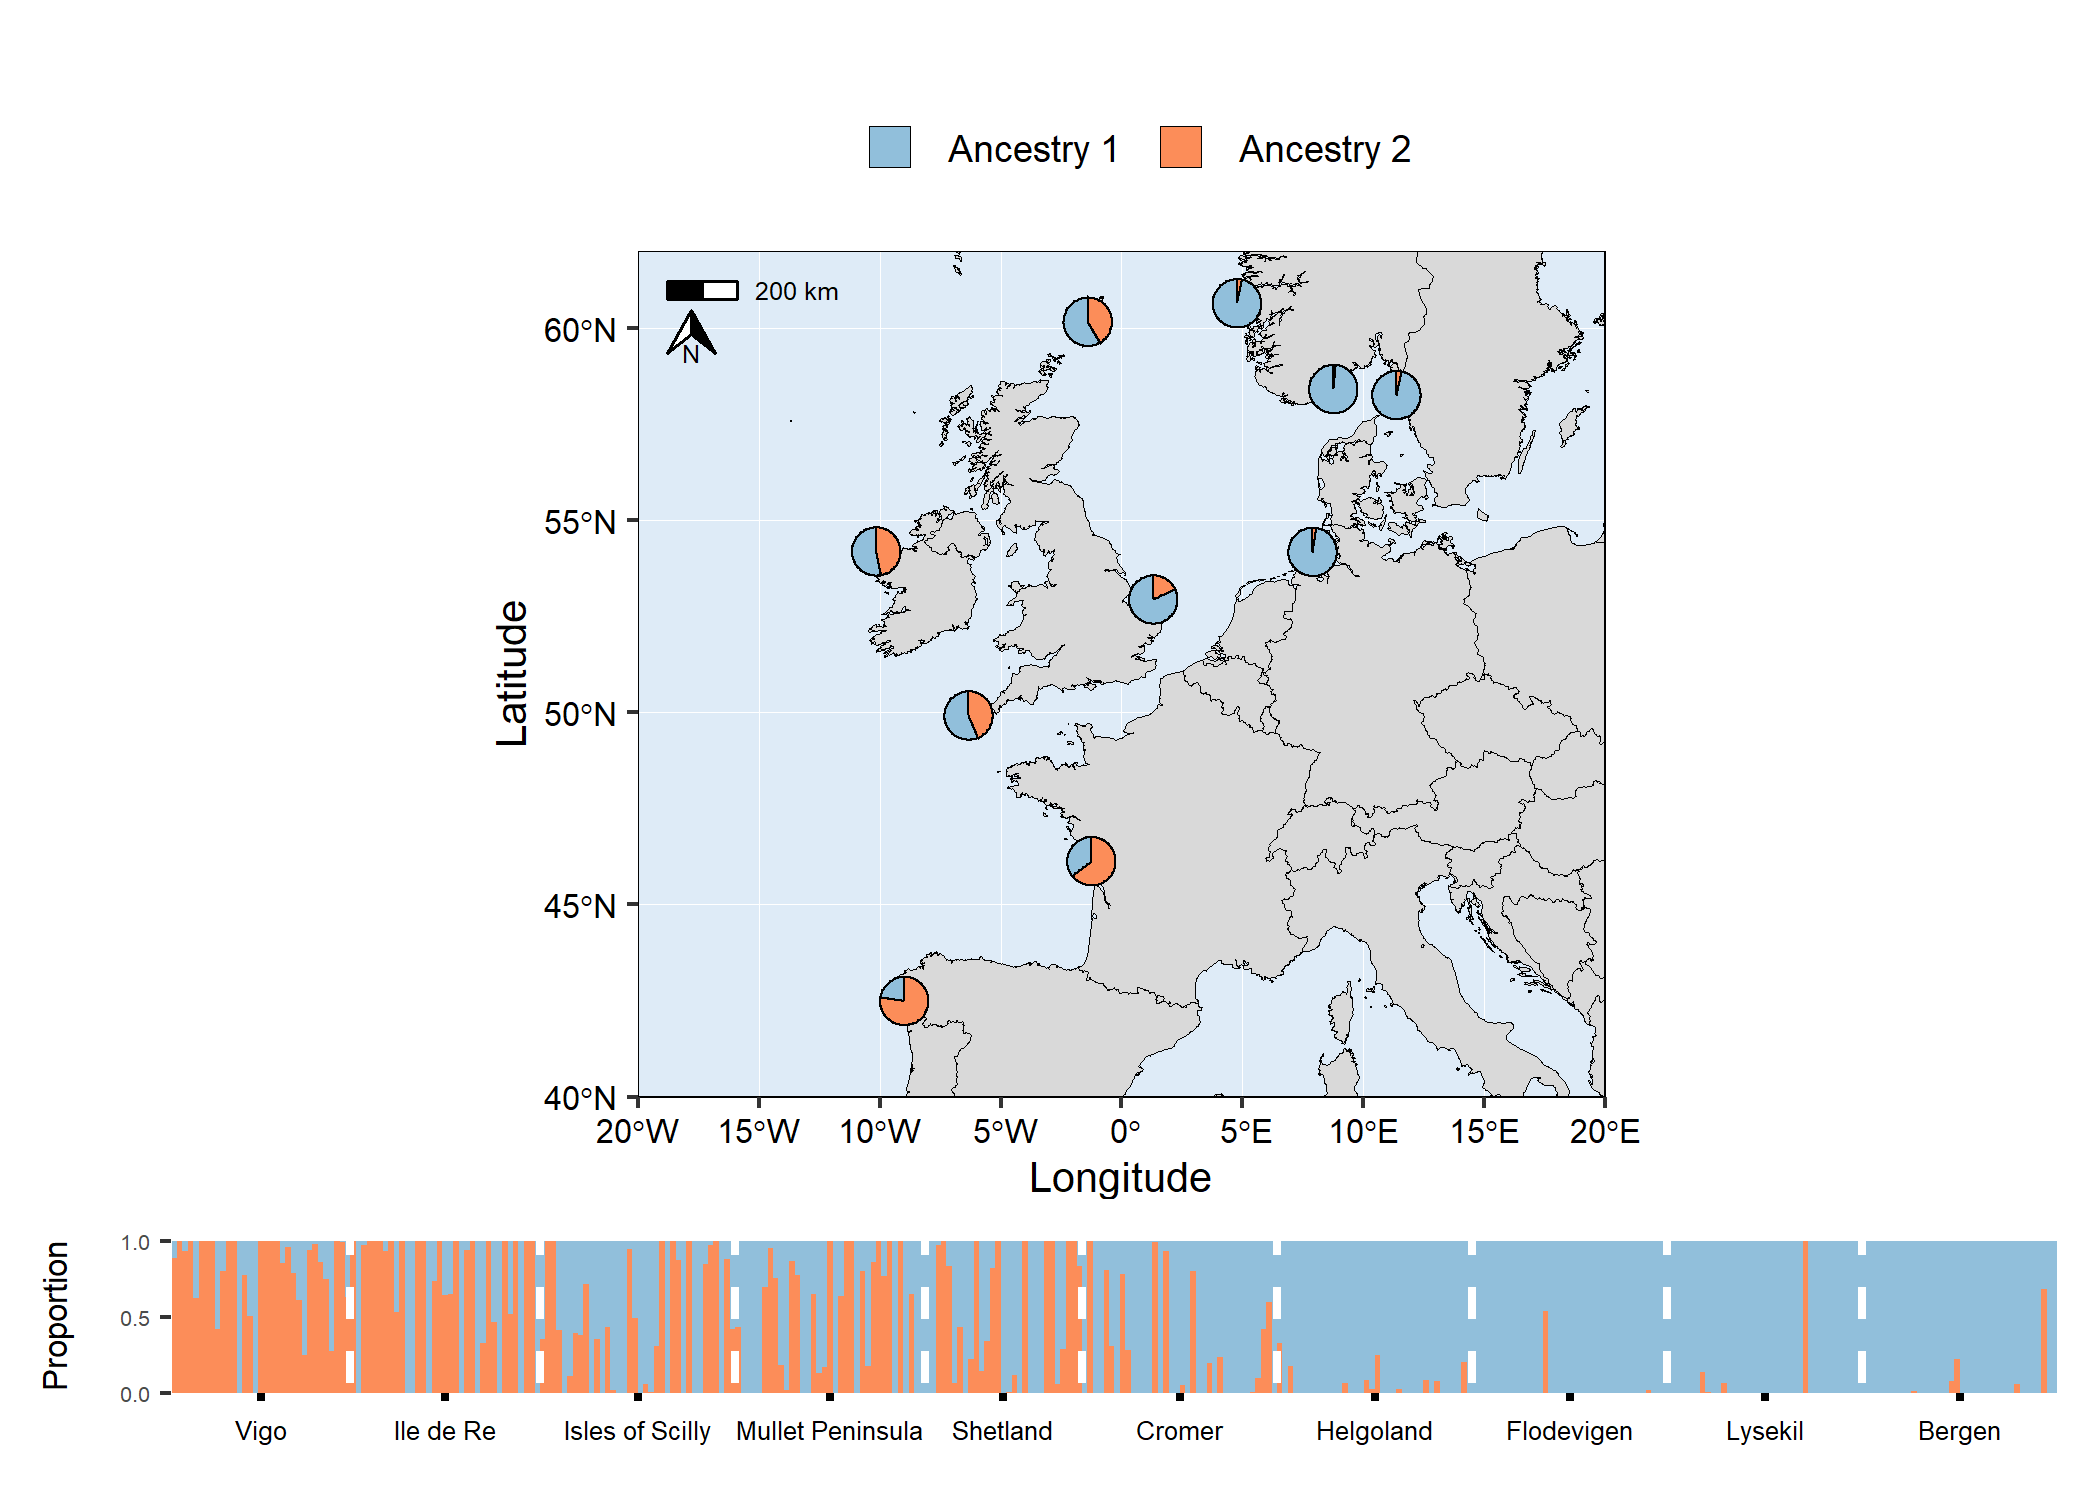 Ancestry 1 Ancestry 2
200 km
N
60°N
55°N
50°N
45°N
40°N
Latitude
20°W 15°W 10°W 5°W 0° 5°E 10°E 15°E 20°E
Longitude
Proportion
1.0
0.5
0.0
Vigo Ile de Re Isles of Scilly Mullet Peninsula Shetland Cromer Helgoland Flodevigen Lysekil Bergen